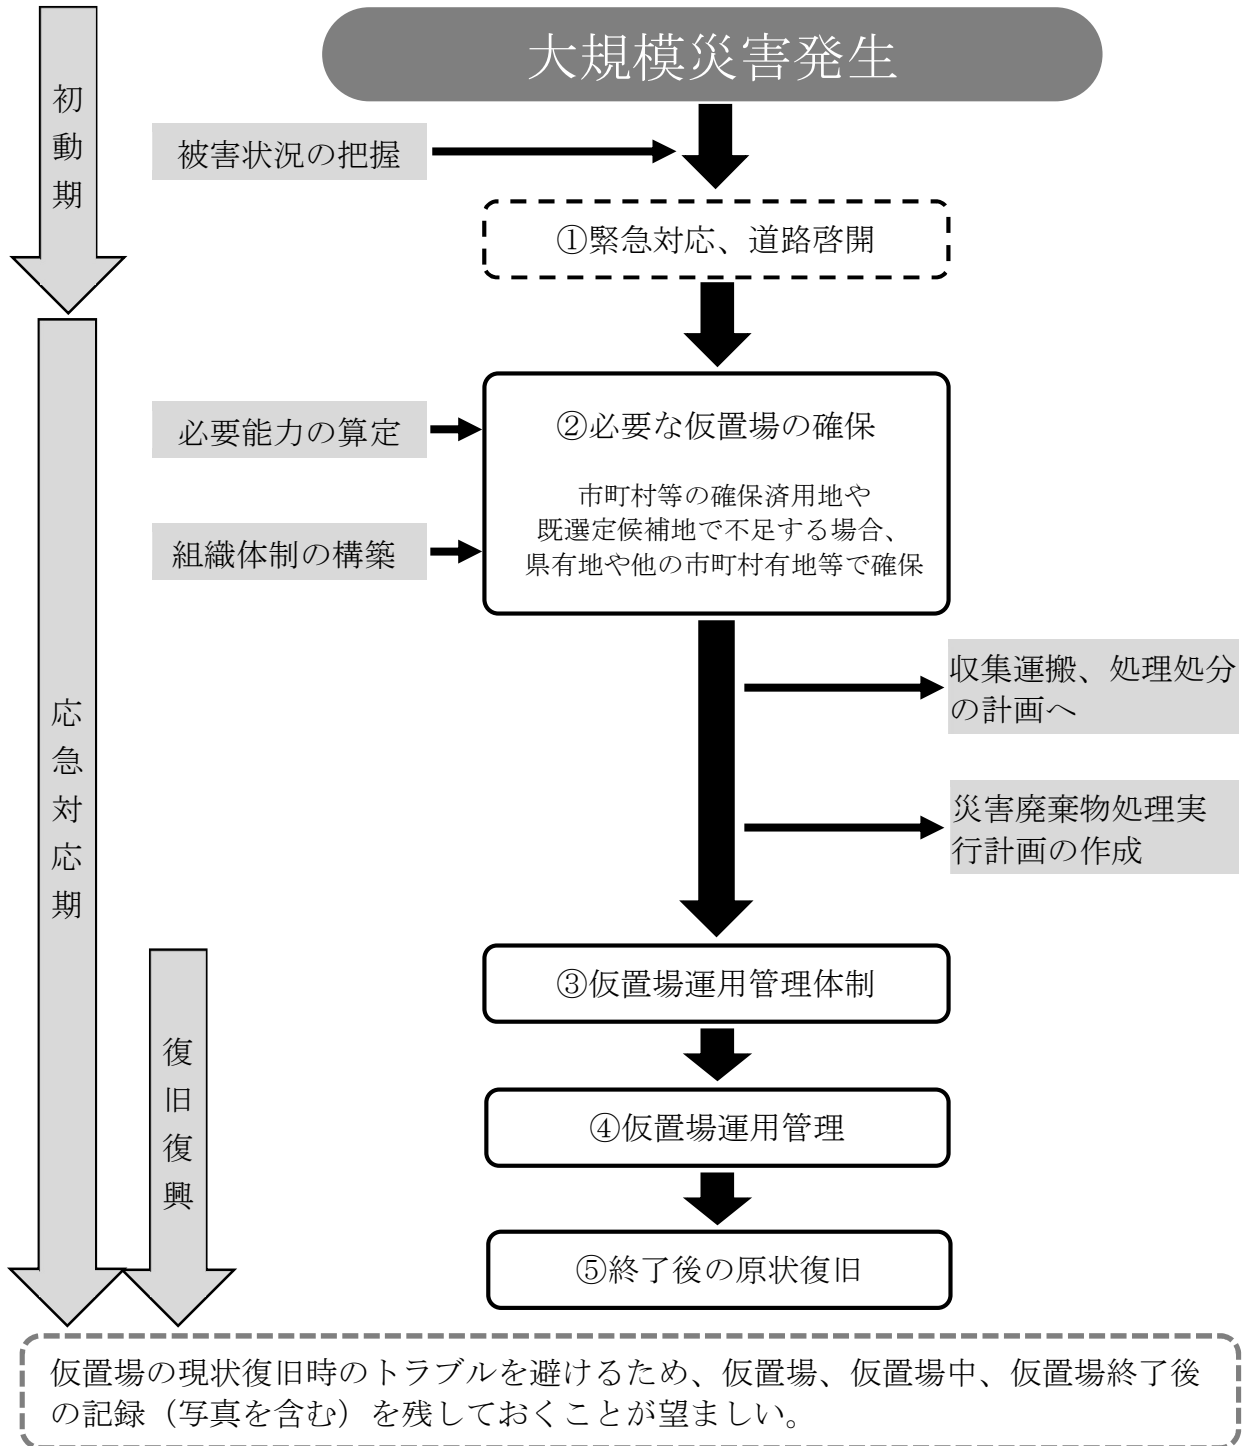 大規模災害発生
初動期
被害状況の把握
①緊急対応、道路啓開
必要能力の算定
②必要な仮置場の確保
市町村等の確保済用地や
既選定候補地で不足する場合、
県有地や他の市町村有地等で確保
組織体制の構築
収集運搬、処理処分
の計画へ
応急対応期
災害廃棄物処理実
行計画の作成
③仮置場運用管理体制
復旧復興
④仮置場運用管理
⑤終了後の原状復旧
仮置場の現状復旧時のトラブルを避けるため、仮置場、仮置場中、仮置場終了後
の記録（写真を含む）を残しておくことが望ましい。